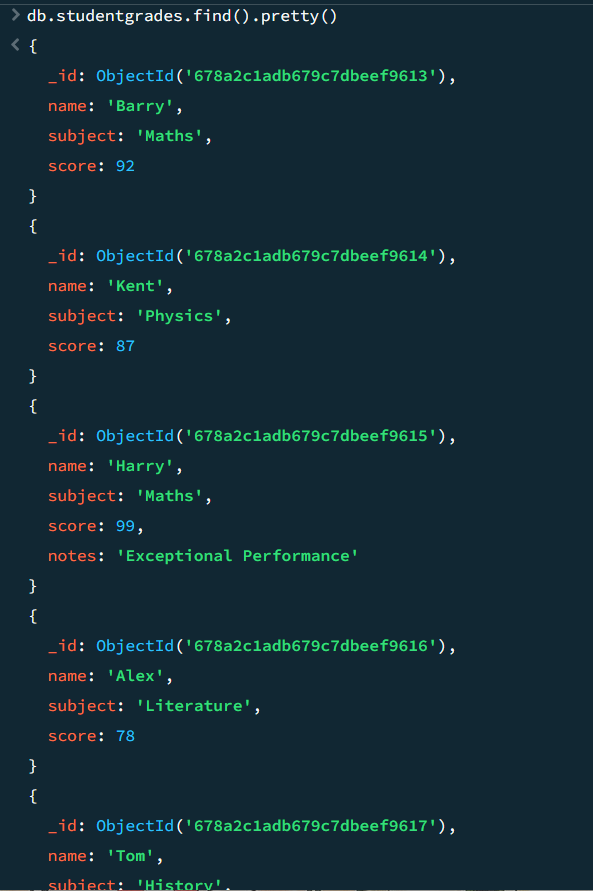 > db.studentgrades.find().pretty()
< {
_id: ObjectId('678a2c1adb679c7dbeef9613'),
name: 'Barry',
subject: 'Maths',
score: 92
}
{
_id: ObjectId('678a2c1adb679c7dbeef9614'),
name: 'Kent',
subject: 'Physics',
score: 87
}
{
_id: ObjectId('678a2c1adb679c7dbeef9615'),
name: 'Harry',
subject: 'Maths',
score: 99,
notes: 'Exceptional Performance'
}
{
_id: ObjectId('678a2c1adb679c7dbeef9616'),
name: 'Alex',
subject: 'Literature',
score: 78
}
{
_id: ObjectId('678a2c1adb679c7dbeef9617'),
name: 'Tom',
subject: 'History',